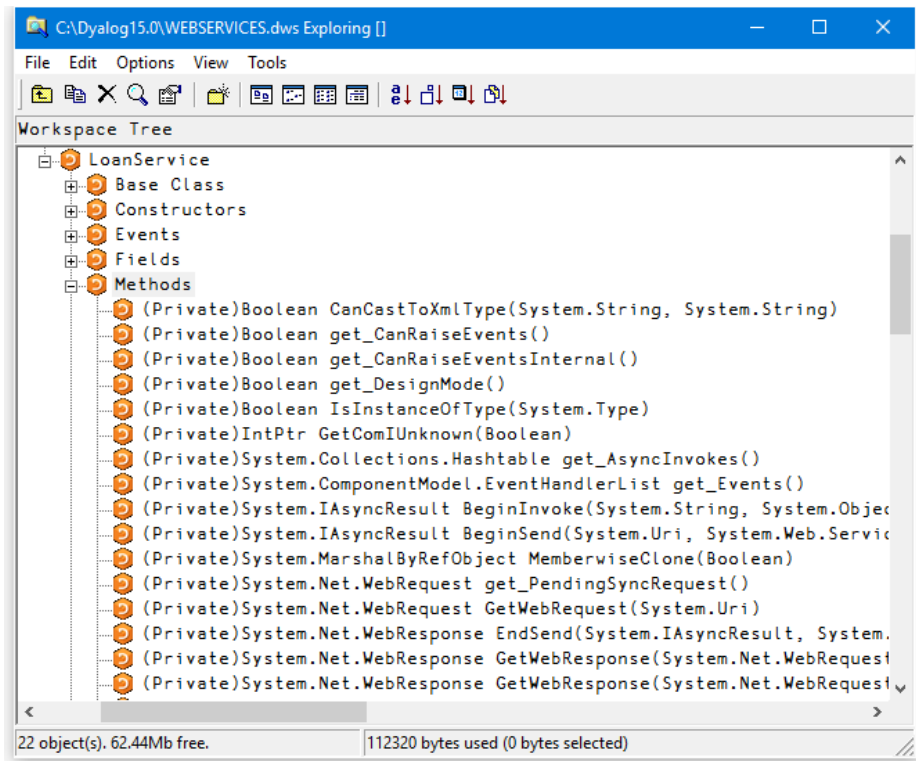 C:\Dyalog15.0\WEBSERVICES.dws Exploring []
File Edit Options View Tools
Workspace Tree
LoanService
Base Class
Constructors
Events
Fields
Methods
(Private)Boolean CanCastToXmlType(System.String, System.String)
(Private)Boolean get_CanRaiseEvents()
(Private)Boolean get_CanRaiseEventsInternal()
(Private)Boolean get_DesignMode()
(Private)Boolean IsInstanceOfType(System.Type)
(Private)IntPtr GetComIUnknown(Boolean)
(Private)System.Collections.Hashtable get_AsyncInvokes()
(Private)System.ComponentModel.EventHandlerList get_Events()
(Private)System.IAsyncResult BeginInvoke(System.String, System.Objec
(Private)System.IAsyncResult BeginSend(System.Uri, System.Web.Servic
(Private)System.MarshalByRefObject MemberwiseClone(Boolean)
(Private)System.Net.WebRequest get_PendingSyncRequest()
(Private)System.Net.WebRequest GetWebRequest(System.Uri)
(Private)System.Net.WebResponse EndSend(System.IAsyncResult, System.
(Private)System.Net.WebResponse GetWebResponse(System.Net.WebRequest
(Private)System.Net.WebResponse GetWebResponse(System.Net.WebRequest
22 object(s). 62.44Mb free. 112320 bytes used (0 bytes selected)